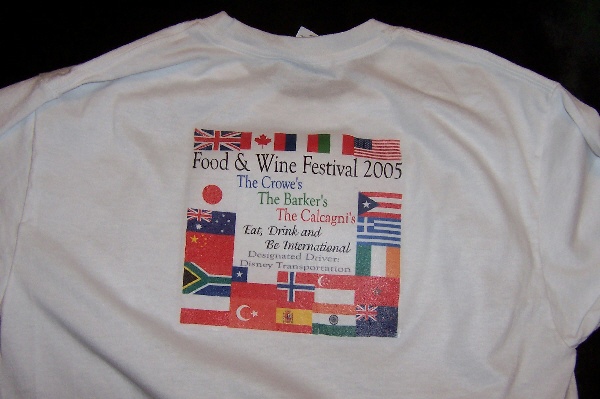 Food & Wine Festival 2005
The Crowe's
The Barker's
The Calcagni's
Eat, Drink and
Be International
Designated Driver:
Disney Transportation